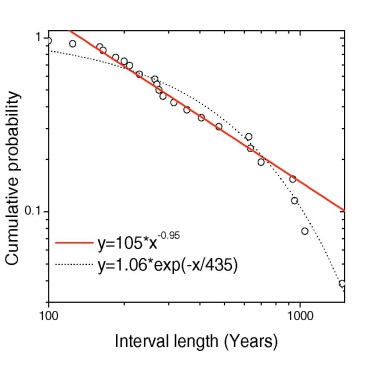 1
Cumulative probability
0.1
y=105*x^-0.95
y=1.06*exp(-x/435)
100
1000
Interval length (Years)